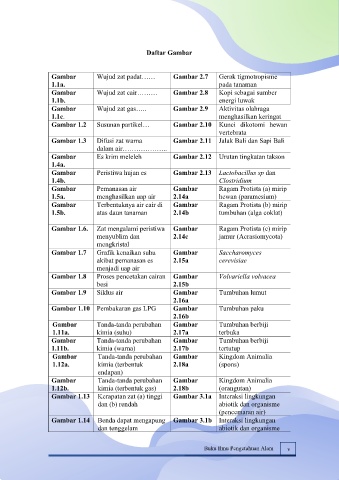 Daftar Gambar
Gambar 1.1a. Wujud zat padat...... Gambar 2.7 Gerak tigmotropisme pada tanaman
Gambar 1.1b. Wujud zat cair......... Gambar 2.8 Kopi sebagai sumber energi luwak
Gambar 1.1c. Wujud zat gas..... Gambar 2.9 Aktivitas olahraga menghasilkan keringat
Gambar 1.2 Susunan partikel... Gambar 2.10 Kunci dikotomi hewan vertebrata
Gambar 1.3 Difusi zat warna dalam air..................... Gambar 2.11 Jalak Bali dan Sapi Bali
Gambar 1.4a. Es krim meleleh Gambar 2.12 Urutan tingkatan takson
Gambar 1.4b. Peristiwa hujan es Gambar 2.13 Lactobacillus sp dan Clostridium
Gambar 1.5a. Pemanasan air menghasilkan uap air Gambar 2.14a Ragam Protista (a) mirip hewan (paramesium)
Gambar 1.5b. Terbentuknya air cair di atas daun tanaman Gambar 2.14b Ragam Protista (b) mirip tumbuhan (alga coklat)
Gambar 1.6. Zat mengalami peristiwa menyublim dan mengkristal Gambar 2.14c Ragam Protista (c) mirip jamur (Acrasiomycota)
Gambar 1.7 Grafik kenaikan suhu akibat pemanasan es menjadi uap air Gambar 2.15a Saccharomyces cerevisiae
Gambar 1.8 Proses pencetakan cairan besi Gambar 2.15b Volvariella volvacea
Gambar 1.9 Siklus air Gambar 2.16a Tumbuhan lumut
Gambar 1.10 Pembakaran gas LPG Gambar 2.16b Tumbuhan paku
Gambar 1.11a. Tanda-tanda perubahan kimia (suhu) Gambar 2.17a Tumbuhan berbiji terbuka
Gambar 1.11b. Tanda-tanda perubahan kimia (warna) Gambar 2.17b Tumbuhan berbiji tertutup
Gambar 1.12a. Tanda-tanda perubahan kimia (terbentuk endapan) Gambar 2.18a Kingdom Animalia (spons)
Gambar 1.12b. Tanda-tanda perubahan kimia (terbentuk gas) Gambar 2.18b Kingdom Animalia (orangutan)
Gambar 1.13 Kerapatan zat (a) tinggi dan (b) rendah Gambar 3.1a Interaksi lingkungan abiotik dan organisme (pencemaran air)
Gambar 1.14 Benda dapat mengapung dan tenggelam Gambar 3.1b Interaksi lingkungan abiotik dan organisme
Buku Ilmu Pengetahuan Alam v